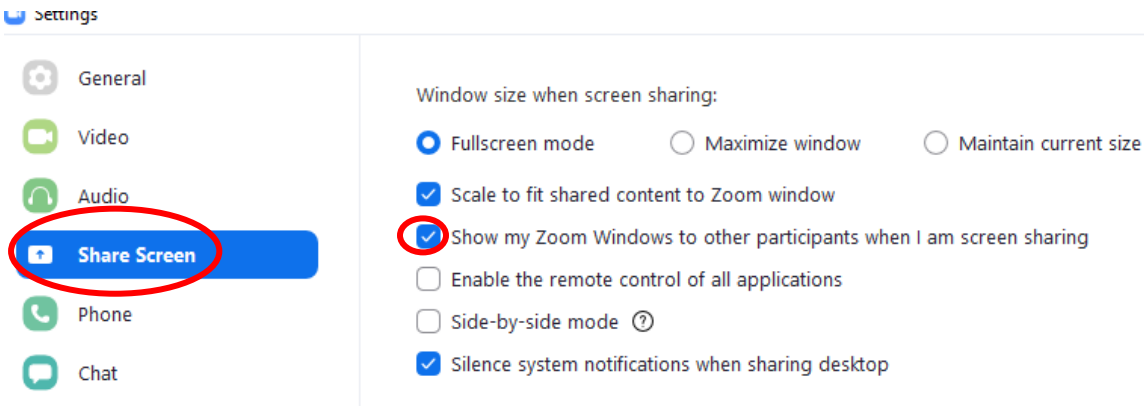 Settings
General
Video
Audio
Share Screen
Phone
Chat
Window size when screen sharing:
Fullscreen mode Maximize window Maintain current size
Scale to fit shared content to Zoom window
Show my Zoom Windows to other participants when I am screen sharing
Enable the remote control of all applications
Side-by-side mode ?
Silence system notifications when sharing desktop